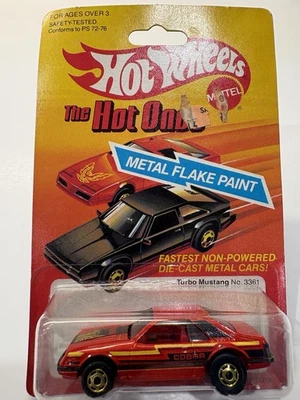 FOR AGES OVER 3
SAFETY-TESTED
Conforms to PS 72-76
Hot Wheels
MATTEL
The Hot Ones
METAL FLAKE PAINT
FASTEST NON-POWERED
DIE-CAST METAL CARS!
Turbo Mustang No. 3361
COBRA